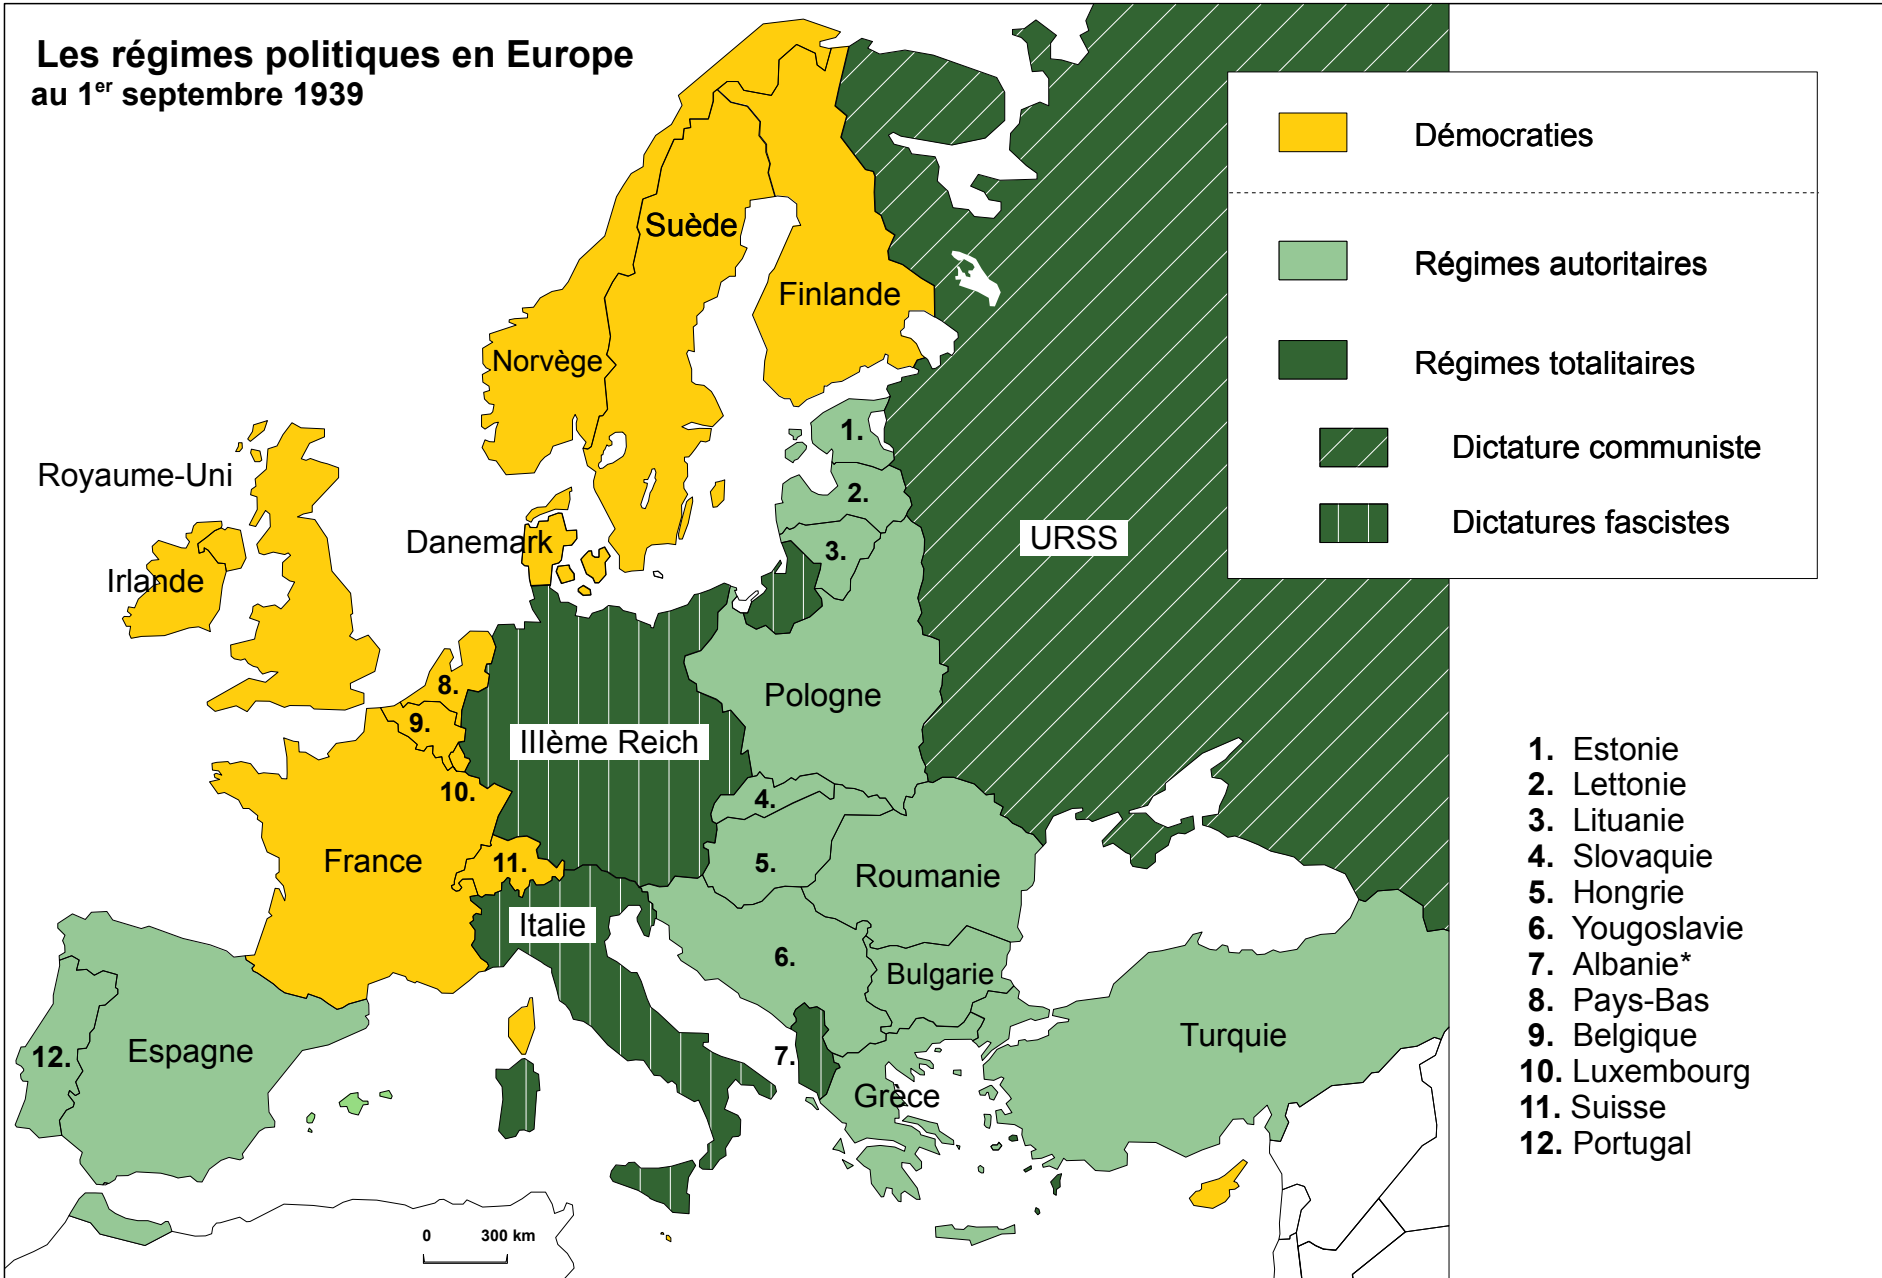 Les régimes politiques en Europe
au 1er septembre 1939
Démocraties
Régimes autoritaires
Régimes totalitaires
Dictature communiste
Dictatures fascistes
Suède
Finlande
Norvège
Royaume-Uni
Danemark
Irlande
URSS
1.
2.
3.
Pologne
8.
9.
IIIème Reich
10.
4.
France
11.
5.
Roumanie
Italie
6.
Bulgarie
12.
Espagne
7.
Grèce
Turquie
0 300 km
1. Estonie
2. Lettonie
3. Lituanie
4. Slovaquie
5. Hongrie
6. Yougoslavie
7. Albanie*
8. Pays-Bas
9. Belgique
10. Luxembourg
11. Suisse
12. Portugal